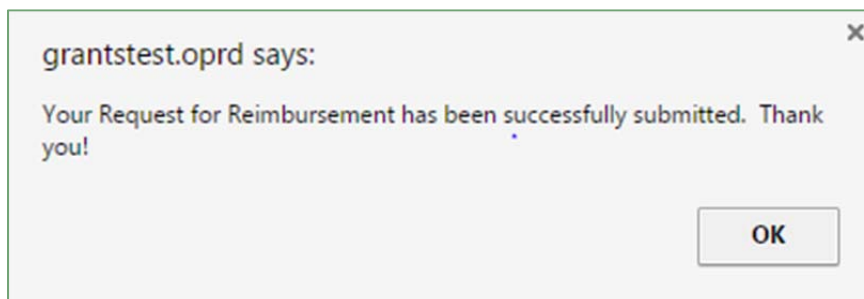 grantstest.oprd says:
Your Request for Reimbursement has been successfully submitted.  Thank
you!
OK